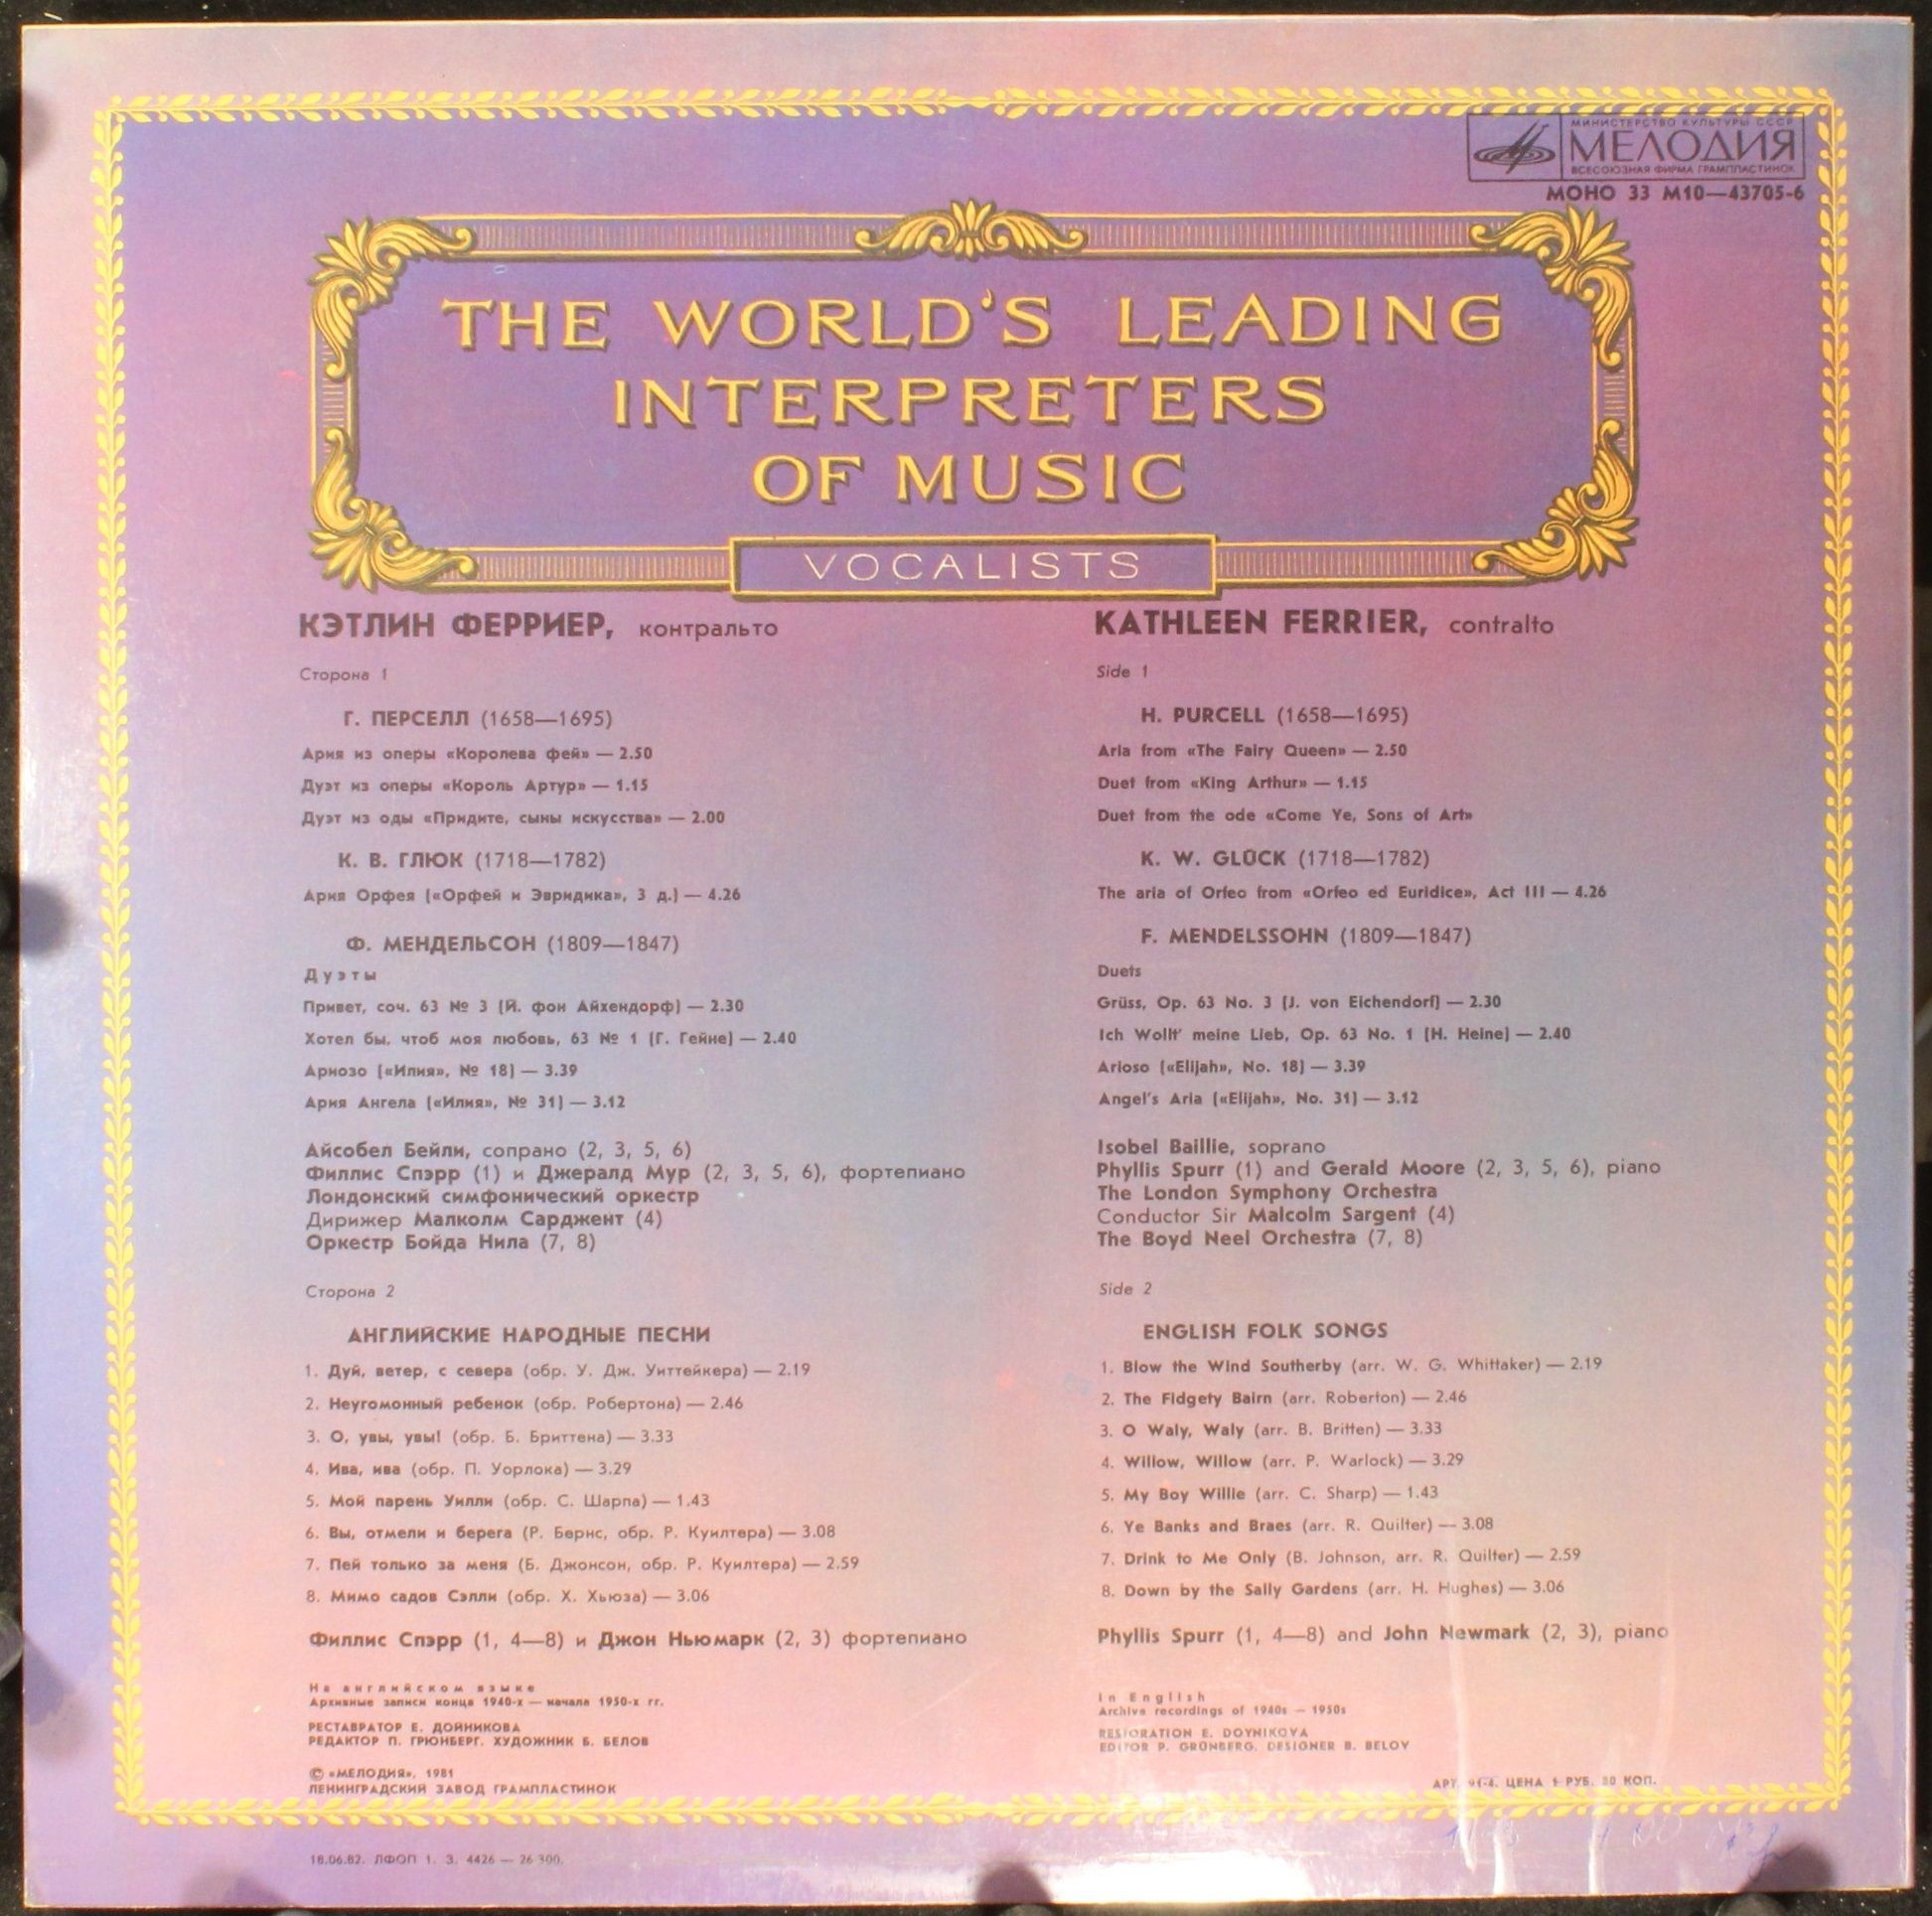 МИНИСТЕРСТВО КУЛЬТУРЫ СССР
МЕЛОДИЯ
ВСЕСОЮЗНАЯ ФИРМА ГРАМПЛАСТИНОК
МОНО 33 М10—43705-6
THE WORLD'S LEADING
INTERPRETERS
OF MUSIC
VOCALISTS
КЭТЛИН ФЕРРИЕР, контральто
Сторона 1
Г. ПЕРСЕЛЛ (1658—1695)
Ария из оперы «Королева фей» — 2.50
Дуэт из оперы «Король Артур» — 1.15
Дуэт из оды «Придите, сыны искусства» — 2.00
К. В. ГЛЮК (1718—1782)
Ария Орфея («Орфей и Эвридика», 3 д.) — 4.26
Ф. МЕНДЕЛЬСОН (1809—1847)
Дуэты
Привет, соч. 63 № 3 (Й. фон Айхендорф) — 2.30
Хотел бы, чтоб моя любовь, 63 № 1 (Г. Гейне) — 2.40
Ариозо («Илия», № 18) — 3.39
Ария Ангела («Илия», № 31) — 3.12
Айсобел Бейли, сопрано (2, 3, 5, 6)
Филлис Спэрр (1) и Джералд Мур (2, 3, 5, 6), фортепиано
Лондонский симфонический оркестр
Дирижер Малколм Сарджент (4)
Оркестр Бойда Нила (7, 8)
Сторона 2
АНГЛИЙСКИЕ НАРОДНЫЕ ПЕСНИ
1. Дуй, ветер, с севера (обр. У. Дж. Уиттейкера) — 2.19
2. Неугомонный ребенок (обр. Робертона) — 2.46
3. О, увы, увы! (обр. Б. Бриттена) — 3.33
4. Ива, ива (обр. П. Уорлока) — 3.29
5. Мой парень Уилли (обр. С. Шарпа) — 1.43
6. Вы, отмели и берега (Р. Бернс, обр. Р. Куилтера) — 3.08
7. Пей только за меня (Б. Джонсон, обр. Р. Куилтера) — 2.59
8. Мимо садов Сэлли (обр. Х. Хьюза) — 3.06
Филлис Спэрр (1, 4—8) и Джон Ньюмарк (2, 3) фортепиано
На английском языке
Архивные записи конца 1940-х — начала 1950-х гг.
РЕСТАВРАТОР Е. ДОЙНИКОВА
РЕДАКТОР П. ГРЮНБЕРГ. ХУДОЖНИК Б. БЕЛОВ
© «МЕЛОДИЯ», 1981
ЛЕНИНГРАДСКИЙ ЗАВОД ГРАМПЛАСТИНОК
KATHLEEN FERRIER, contralto
Side 1
H. PURCELL (1658—1695)
Aria from «The Fairy Queen» — 2.50
Duet from «King Arthur» — 1.15
Duet from the ode «Come Ye, Sons of Art»
K. W. GLÜCK (1718—1782)
The aria of Orfeo from «Orfeo ed Euridice», Act III — 4.26
F. MENDELSSOHN (1809—1847)
Duets
Grüss, Op. 63 No. 3 (J. von Eichendorf) — 2.30
Ich Wollt' meine Lieb, Op. 63 No. 1 (H. Heine) — 2.40
Arioso («Elijah», No. 18) — 3.39
Angel's Aria («Elijah», No. 31) — 3.12
Isobel Baillie, soprano
Phyllis Spurr (1) and Gerald Moore (2, 3, 5, 6), piano
The London Symphony Orchestra
Conductor Sir Malcolm Sargent (4)
The Boyd Neel Orchestra (7, 8)
Side 2
ENGLISH FOLK SONGS
1. Blow the Wind Southerby (arr. W. G. Whittaker) — 2.19
2. The Fidgety Bairn (arr. Roberton) — 2.46
3. O Waly, Waly (arr. B. Britten) — 3.33
4. Willow, Willow (arr. P. Warlock) — 3.29
5. My Boy Willie (arr. C. Sharp) — 1.43
6. Ye Banks and Braes (arr. R. Quilter) — 3.08
7. Drink to Me Only (B. Johnson, arr. R. Quilter) — 2.59
8. Down by the Sally Gardens (arr. H. Hughes) — 3.06
Phyllis Spurr (1, 4—8) and John Newmark (2, 3), piano
In English
Archive recordings of 1940s — 1950s
RESTORATION E. DOYNIKOVA
EDITOR P. GRÜNBERG. DESIGNER B. BELOV
АРТ. 91-4. ЦЕНА 1 РУБ. 20 КОП.
18.06.82. ЛФОП 1. З. 4426 — 26 300.